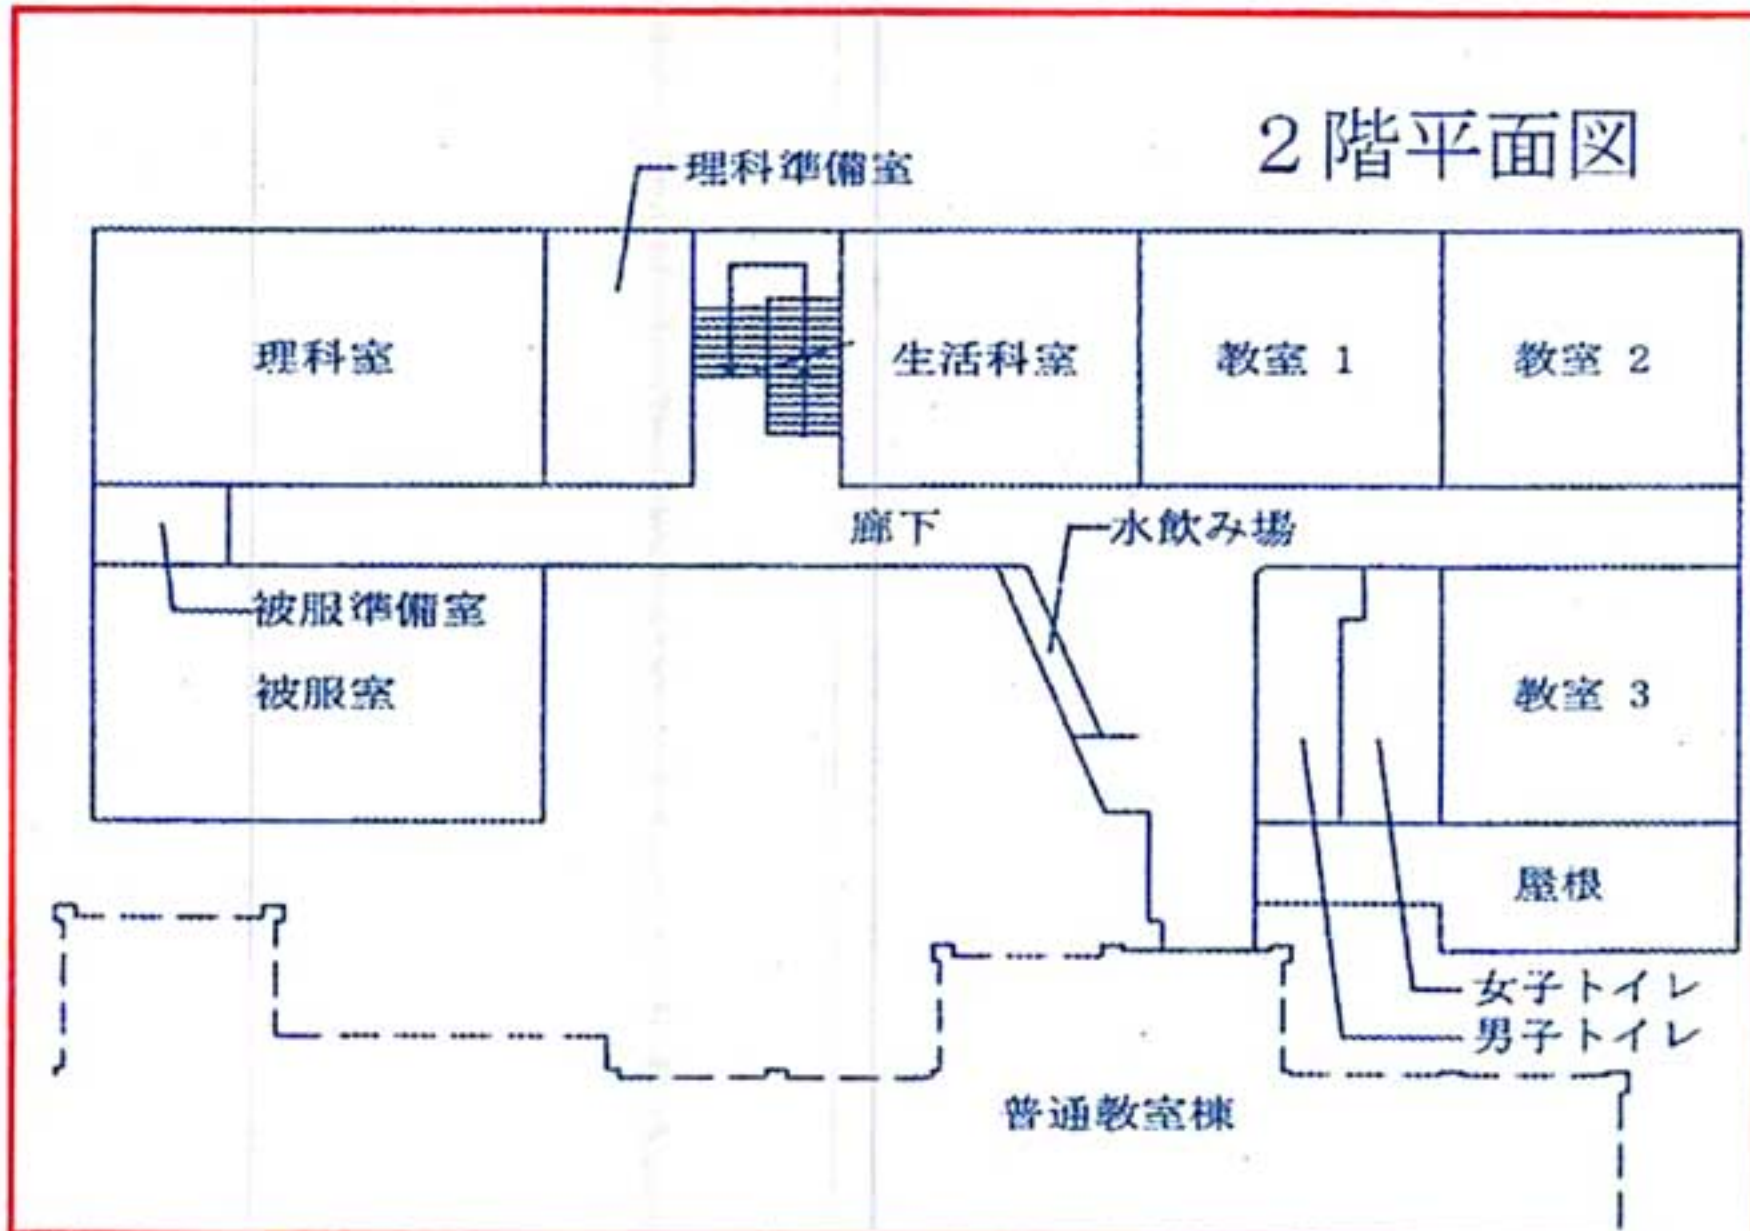 2階平面図
理科準備室
理科室
生活科室
教室 1
教室 2
廊下
水飲み場
被服準備室
被服室
教室 3
屋根
女子トイレ
男子トイレ
普通教室棟